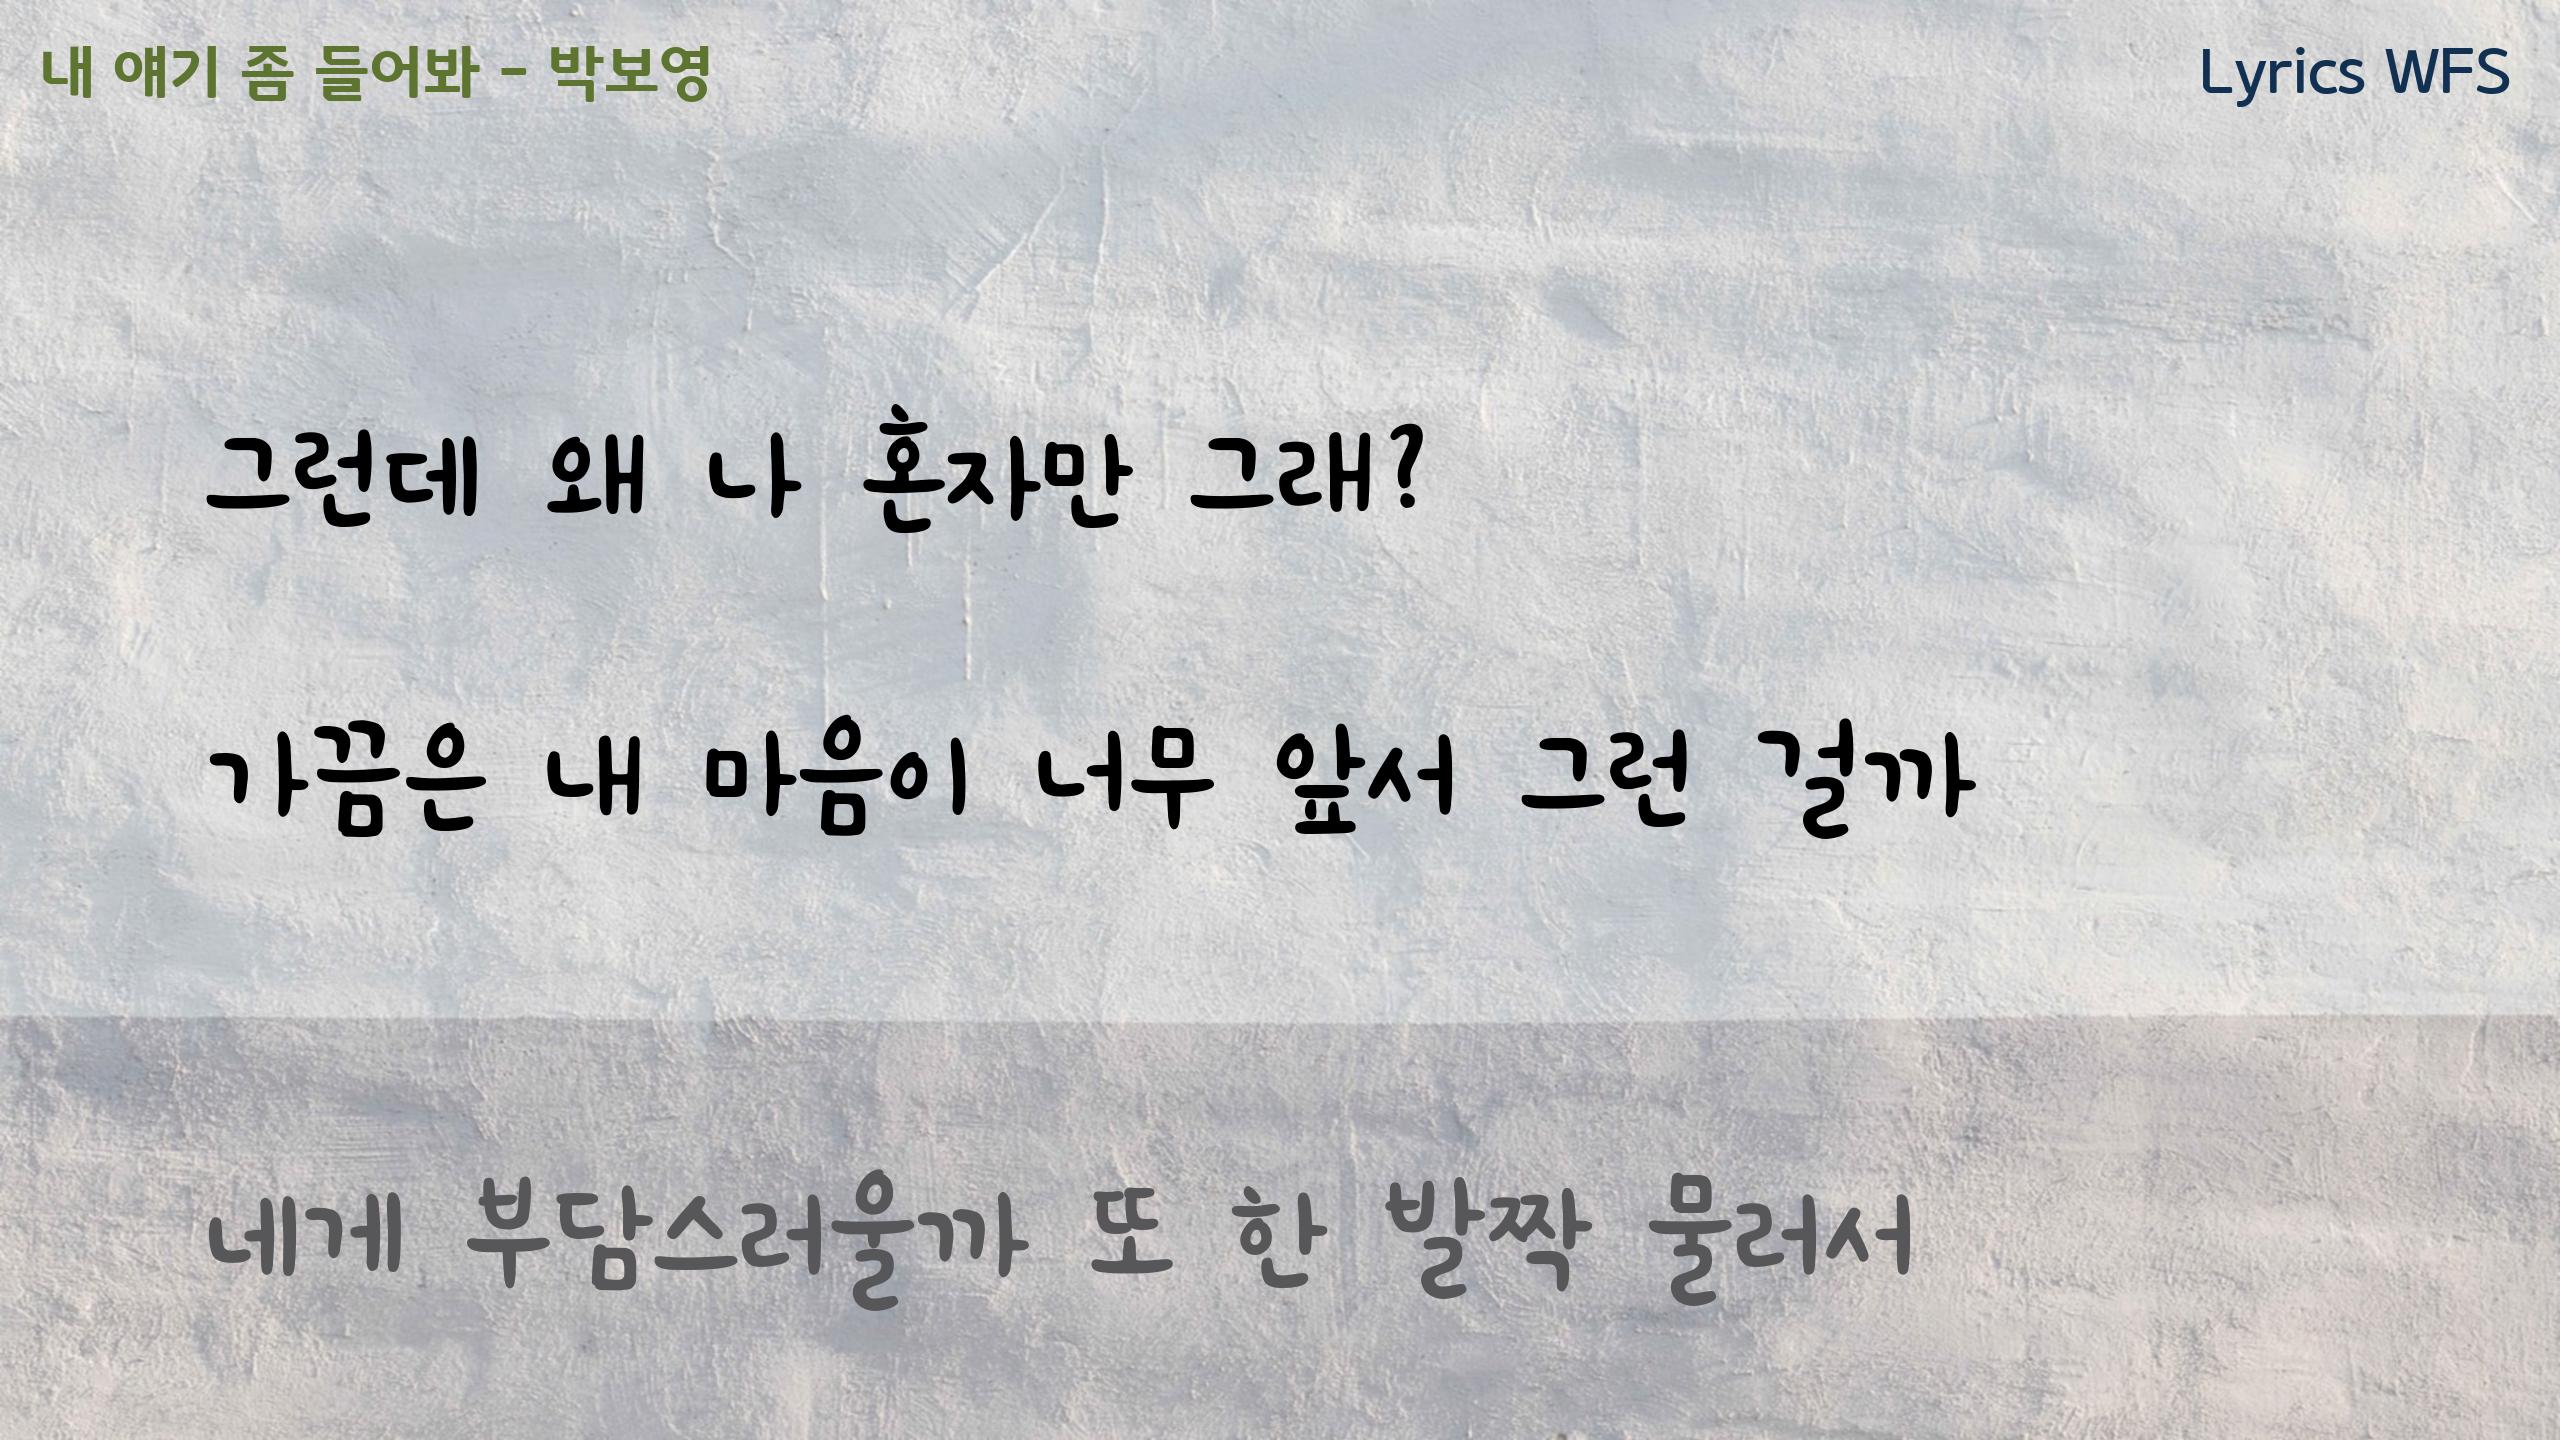 내 얘기 좀 들어봐 - 박보영
Lyrics WFS
그런데 왜 나 혼자만 그래?
가끔은 내 마음이 너무 앞서 그런 걸까
네게 부담스러울까 또 한 발짝 물러서